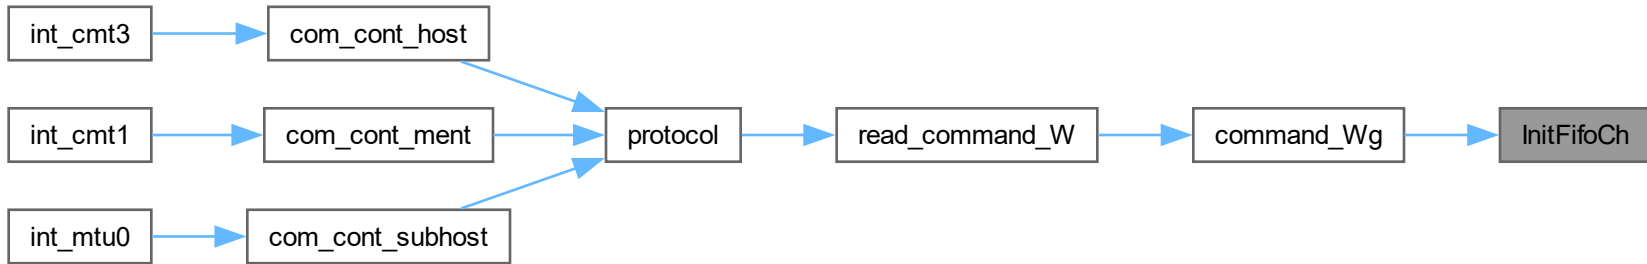 int_cmt3
com_cont_host
int_cmt1
com_cont_ment
protocol
read_command_W
command_Wg
InitFifoCh
int_mtu0
com_cont_subhost